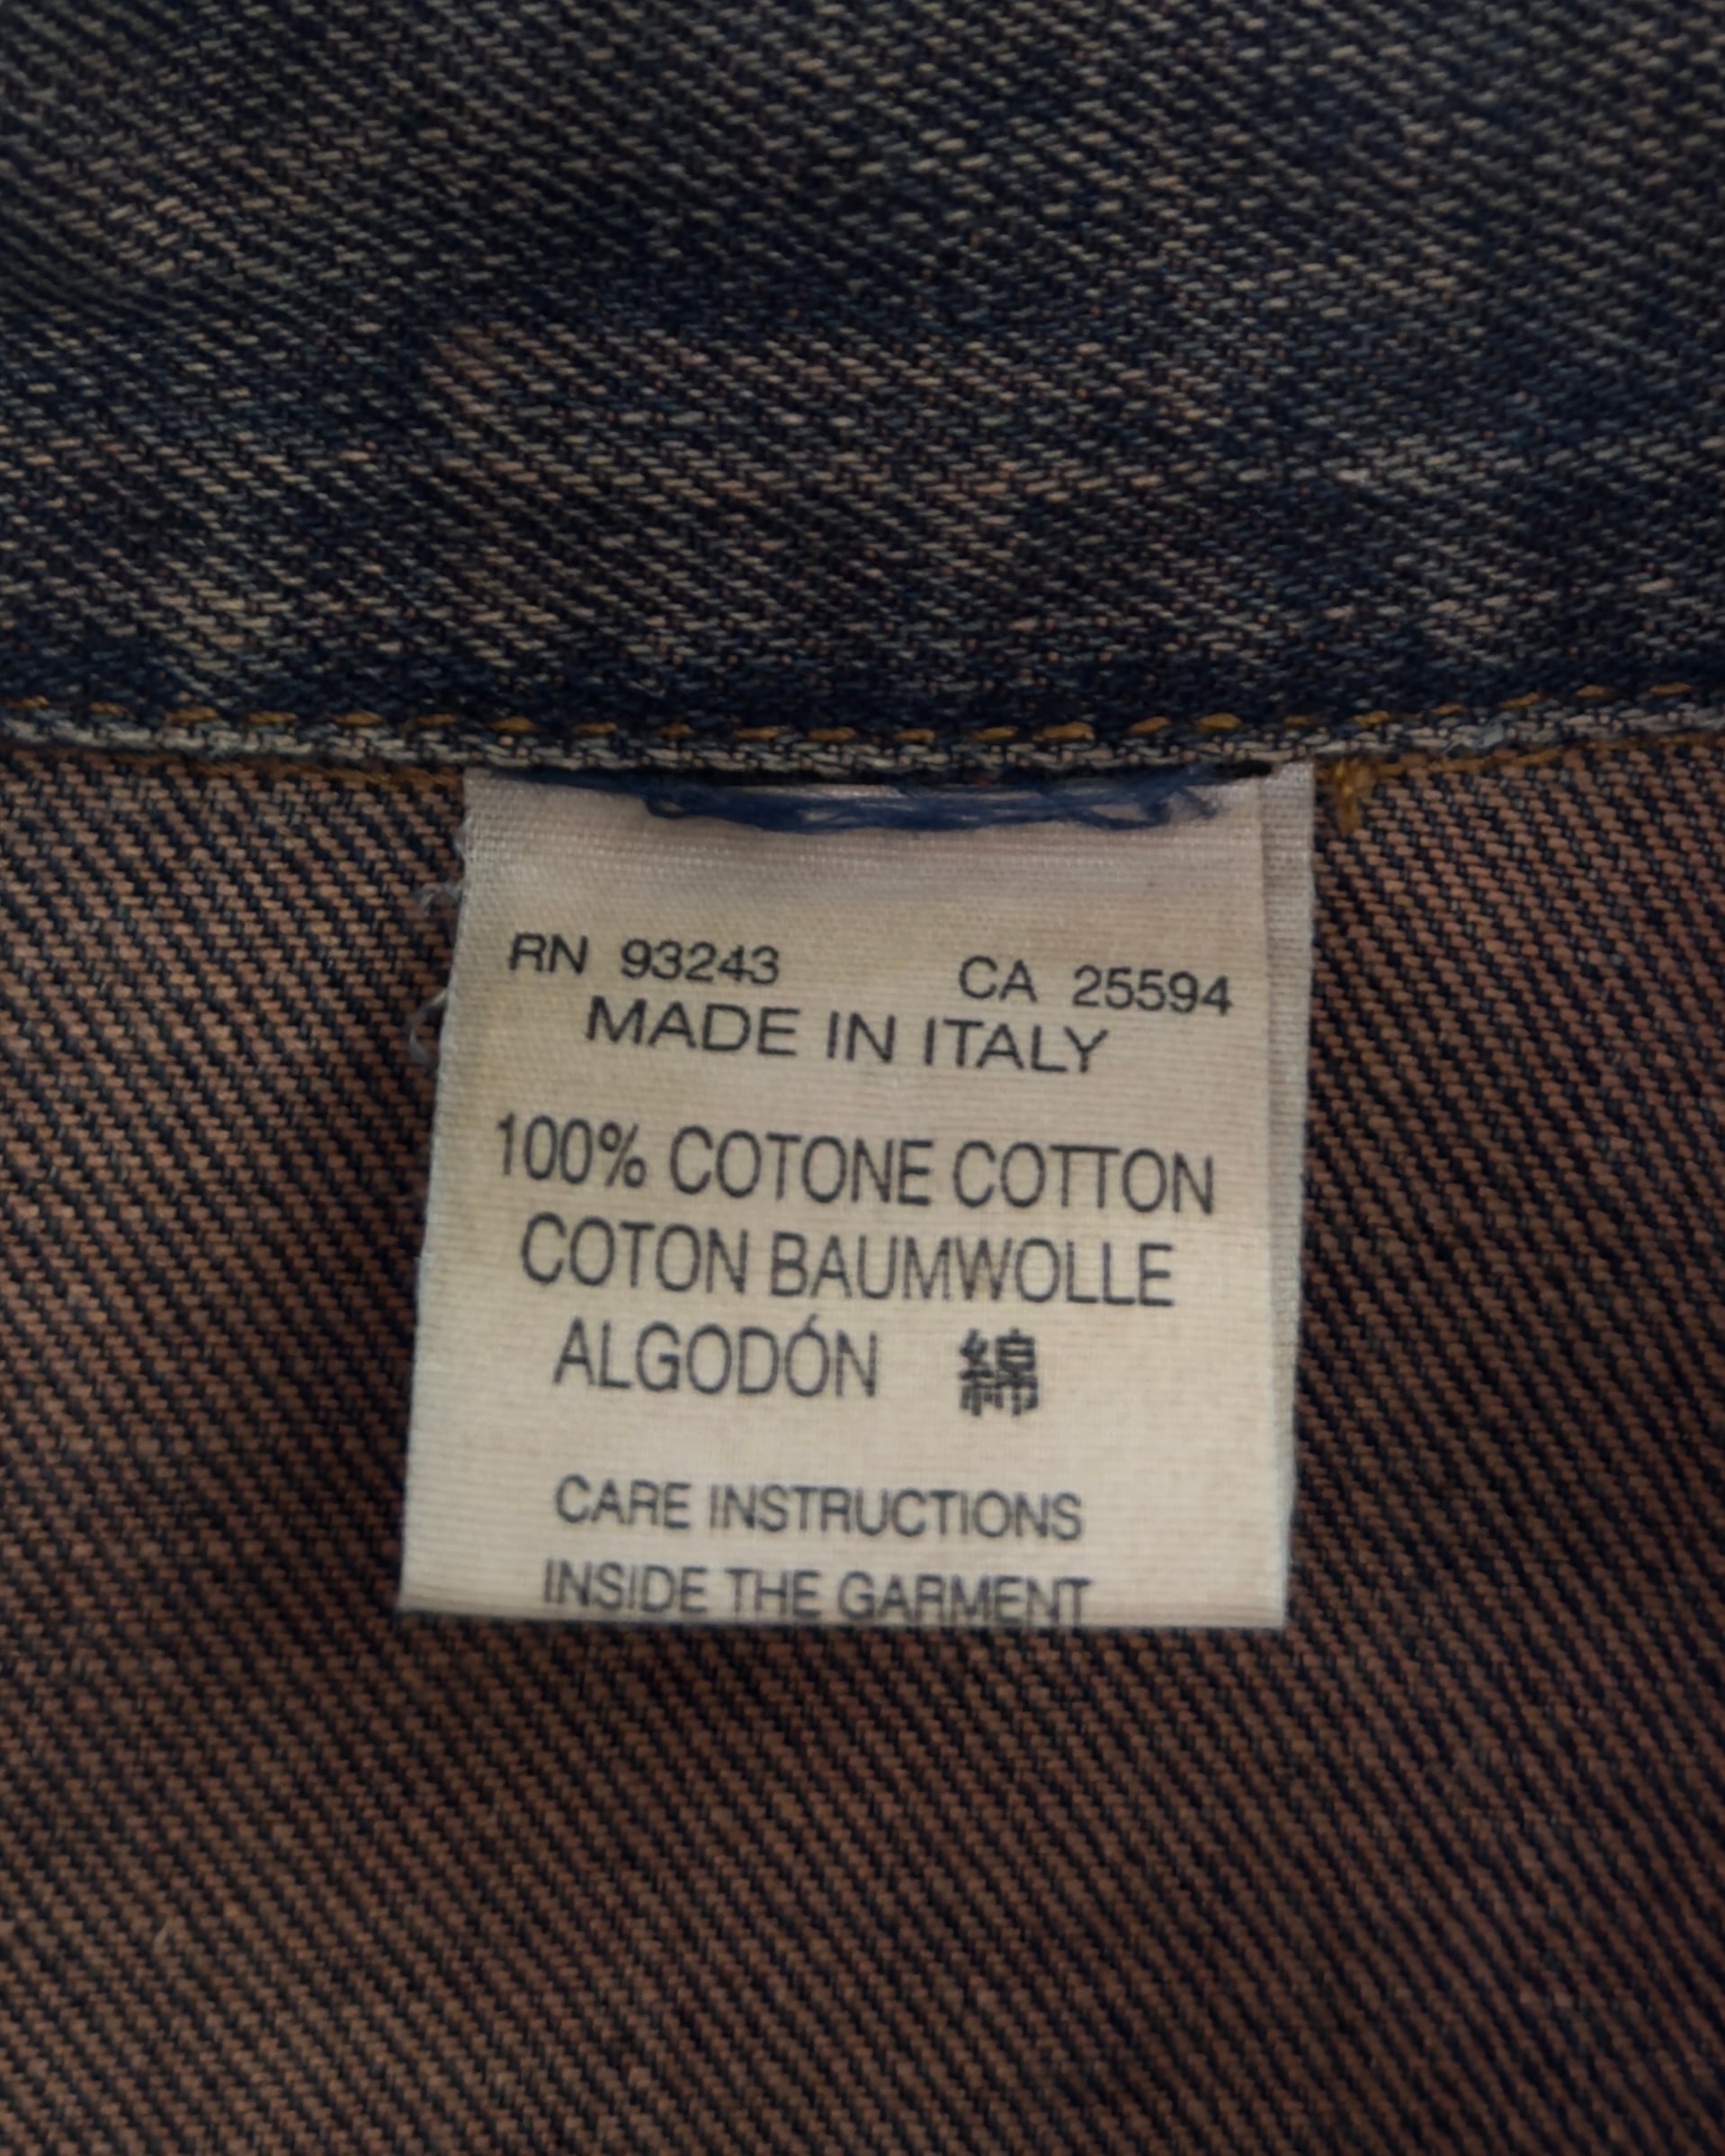 RN 93243 CA 25594
MADE IN ITALY
100% COTONE COTTON
COTON BAUMWOLLE
ALGODÓN 綿
CARE INSTRUCTIONS
INSIDE THE GARMENT